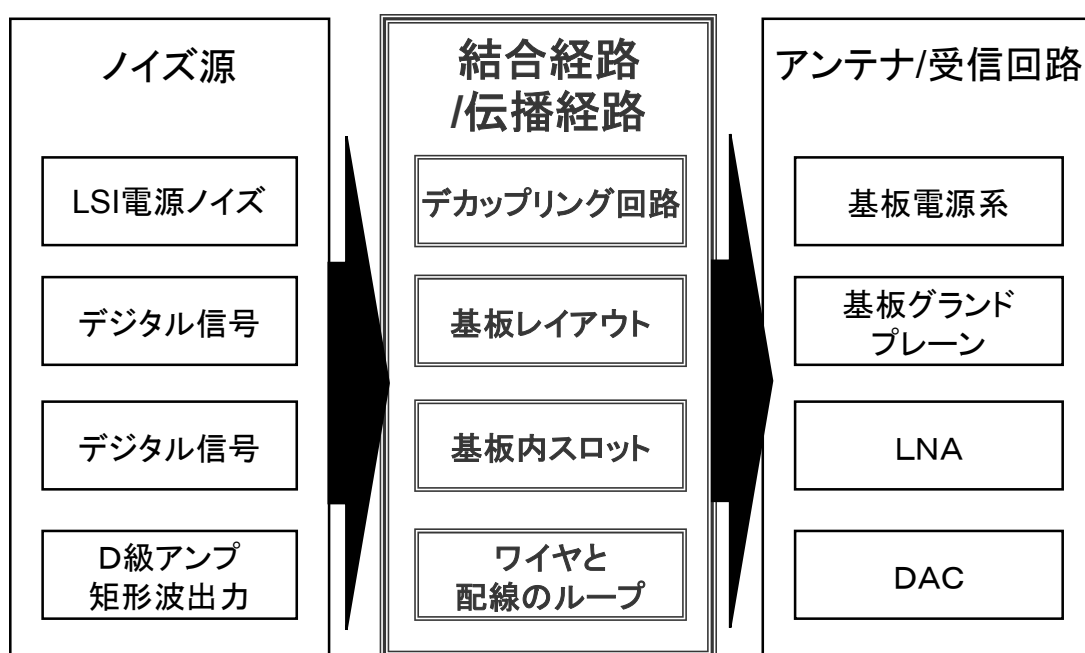 ノイズ源
LSI電源ノイズ
デジタル信号
デジタル信号
D級アンプ
矩形波出力
結合経路
/伝播経路
デカップリング回路
基板レイアウト
基板内スロット
ワイヤと
配線のループ
アンテナ/受信回路
基板電源系
基板グランド
プレーン
LNA
DAC